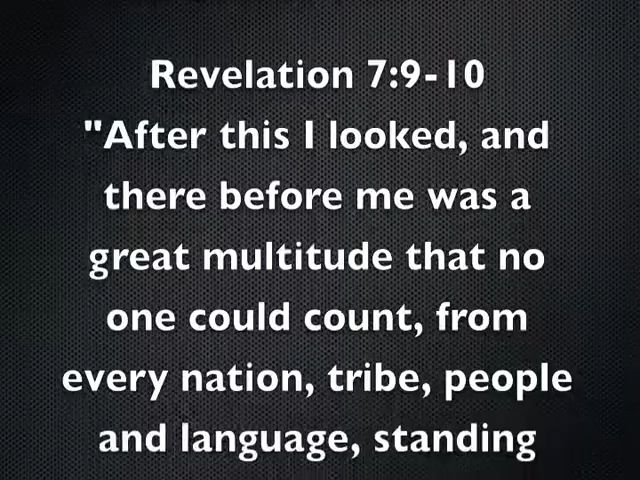 Revelation 7:9-10
"After this I looked, and
there before me was a
great multitude that no
one could count, from
every nation, tribe, people
and language, standing